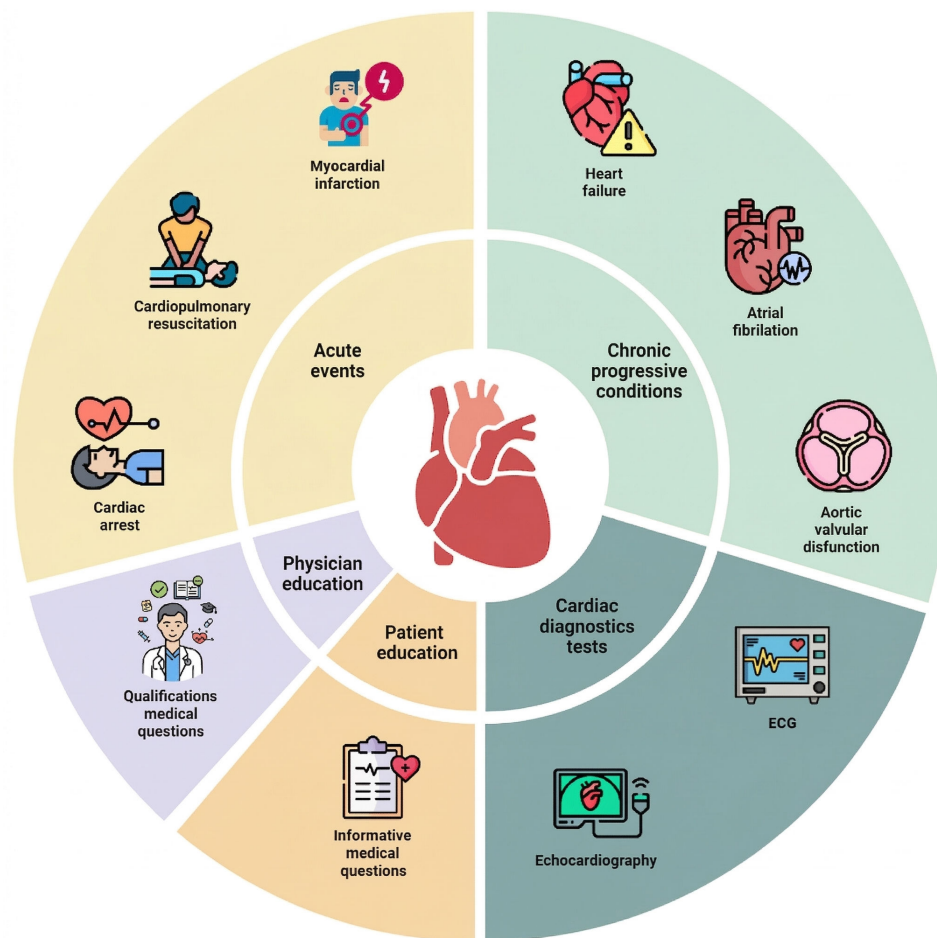 Myocardial
infarction
Cardiopulmonary
resuscitation
Cardiac
arrest
Acute
events
Heart
failure
Atrial
fibrilation
Aortic
valvular
disfunction
Chronic
progressive
conditions
Physician
education
Qualifications
medical
questions
Patient
education
Informative
medical
questions
Cardiac
diagnostics
tests
ECG
Echocardiography